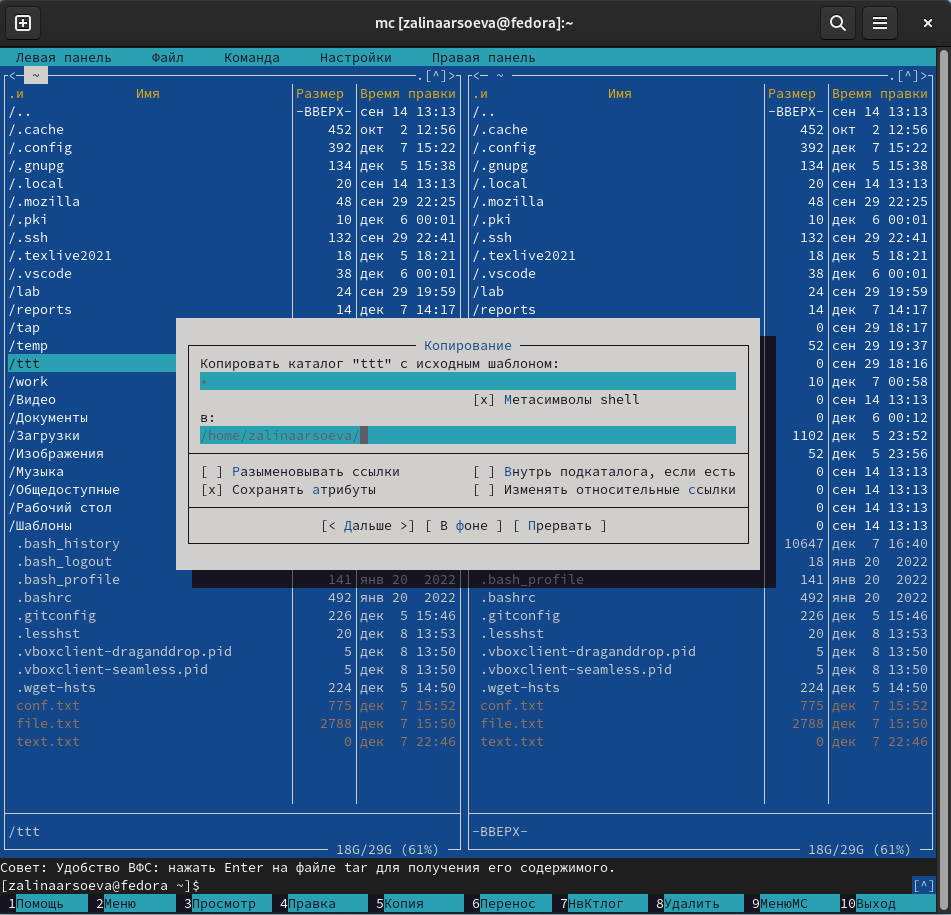 mc [zalinaarsoeva@fedora]:~
Левая панель Файл Команда Настройки Правая панель
<— ~ .[^]> <— ~ .[^]>
.и Имя Размер Время правки .и Имя Размер Время правки
/.. -ВВЕРХ- сен 14 13:13 /.. -ВВЕРХ- сен 14 13:13
/.cache 452 окт 2 12:56 /.cache 452 окт 2 12:56
/.config 392 дек 7 15:22 /.config 392 дек 7 15:22
/.gnupg 134 дек 5 15:38 /.gnupg 134 дек 5 15:38
/.local 20 сен 14 13:13 /.local 20 сен 14 13:13
/.mozilla 48 сен 29 22:25 /.mozilla 48 сен 29 22:25
/.pki 10 дек 6 00:01 /.pki 10 дек 6 00:01
/.ssh 132 сен 29 22:41 /.ssh 132 сен 29 22:41
/.texlive2021 18 дек 5 18:21 /.texlive2021 18 дек 5 18:21
/.vscode 38 дек 6 00:01 /.vscode 38 дек 6 00:01
/lab 24 сен 29 19:59 /lab 24 сен 29 19:59
/reports 14 дек 7 14:17 /reports 14 дек 7 14:17
/tap 0 сен 29 18:17
/temp Копирование 52 сен 29 19:37
/ttt Копировать каталог "ttt" с исходным шаблоном: 0 сен 29 18:16
/work * 10 дек 7 00:58
/Видео [x] Метасимволы shell 0 сен 14 13:13
/Документы в: 0 дек 6 00:12
/Загрузки /home/zalinaarsoeva/ 1102 дек 5 23:52
/Изображения 52 дек 5 23:56
/Музыка [ ] Разыменовывать ссылки [ ] Внутрь подкаталога, если есть 0 сен 14 13:13
/Общедоступные [x] Сохранять атрибуты [ ] Изменять относительные ссылки 0 сен 14 13:13
/Рабочий стол 0 сен 14 13:13
/Шаблоны [< Дальше >] [ В фоне ] [ Прервать ] 0 сен 14 13:13
.bash_history 10647 дек 7 16:40
.bash_logout 18 янв 20 2022
.bash_profile 141 янв 20 2022 .bash_profile 141 янв 20 2022
.bashrc 492 янв 20 2022 .bashrc 492 янв 20 2022
.gitconfig 226 дек 5 15:46 .gitconfig 226 дек 5 15:46
.lesshst 20 дек 8 13:53 .lesshst 20 дек 8 13:53
.vboxclient-draganddrop.pid 5 дек 8 13:50 .vboxclient-draganddrop.pid 5 дек 8 13:50
.vboxclient-seamless.pid 5 дек 8 13:50 .vboxclient-seamless.pid 5 дек 8 13:50
.wget-hsts 224 дек 5 14:50 .wget-hsts 224 дек 5 14:50
conf.txt 775 дек 7 15:52 conf.txt 775 дек 7 15:52
file.txt 2788 дек 7 15:50 file.txt 2788 дек 7 15:50
text.txt 0 дек 7 22:46 text.txt 0 дек 7 22:46
/ttt -ВВЕРХ-
18G/29G (61%) 18G/29G (61%)
Совет: Удобство ВФС: нажать Enter на файле tar для получения его содержимого.
[zalinaarsoeva@fedora ~]$ [^]
1Помощь 2Меню 3Просмотр 4Правка 5Копия 6Перенос 7НвКтлог 8Удалить 9МенюМС 10Выход